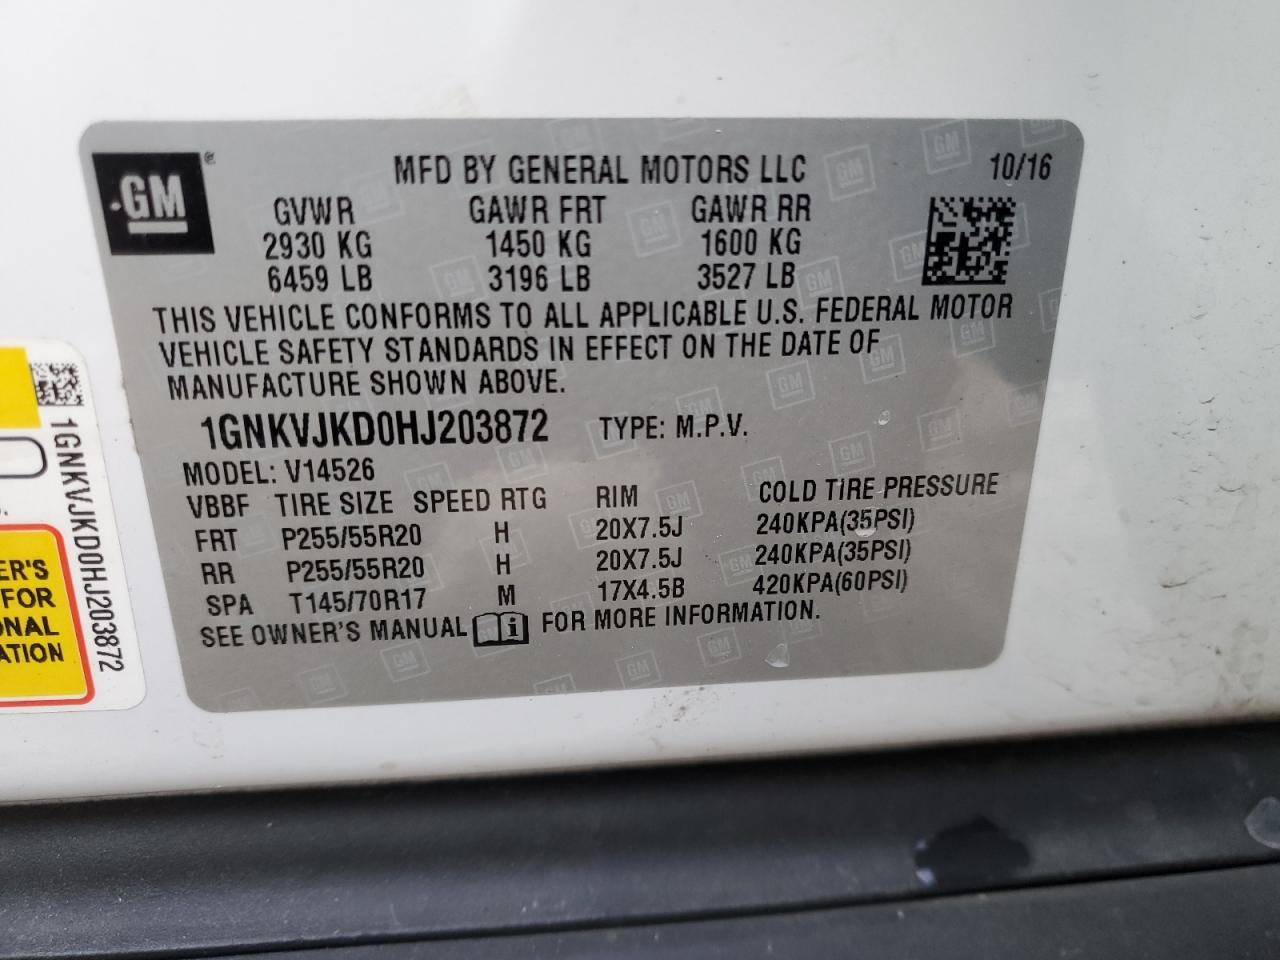 GM®
MFD BY GENERAL MOTORS LLC 10/16
GVWR GAWR FRT GAWR RR
2930 KG 1450 KG 1600 KG
6459 LB 3196 LB 3527 LB
THIS VEHICLE CONFORMS TO ALL APPLICABLE U.S. FEDERAL MOTOR
VEHICLE SAFETY STANDARDS IN EFFECT ON THE DATE OF
MANUFACTURE SHOWN ABOVE.
1GNKVJKD0HJ203872 TYPE: M.P.V.
MODEL: V14526
VBBF TIRE SIZE SPEED RTG RIM COLD TIRE PRESSURE
FRT P255/55R20 H 20X7.5J 240KPA(35PSI)
RR P255/55R20 H 20X7.5J 240KPA(35PSI)
SPA T145/70R17 M 17X4.5B 420KPA(60PSI)
SEE OWNER'S MANUAL i FOR MORE INFORMATION.
1GNKVJKD0HJ203872
ER'S
FOR
ONAL
ATION